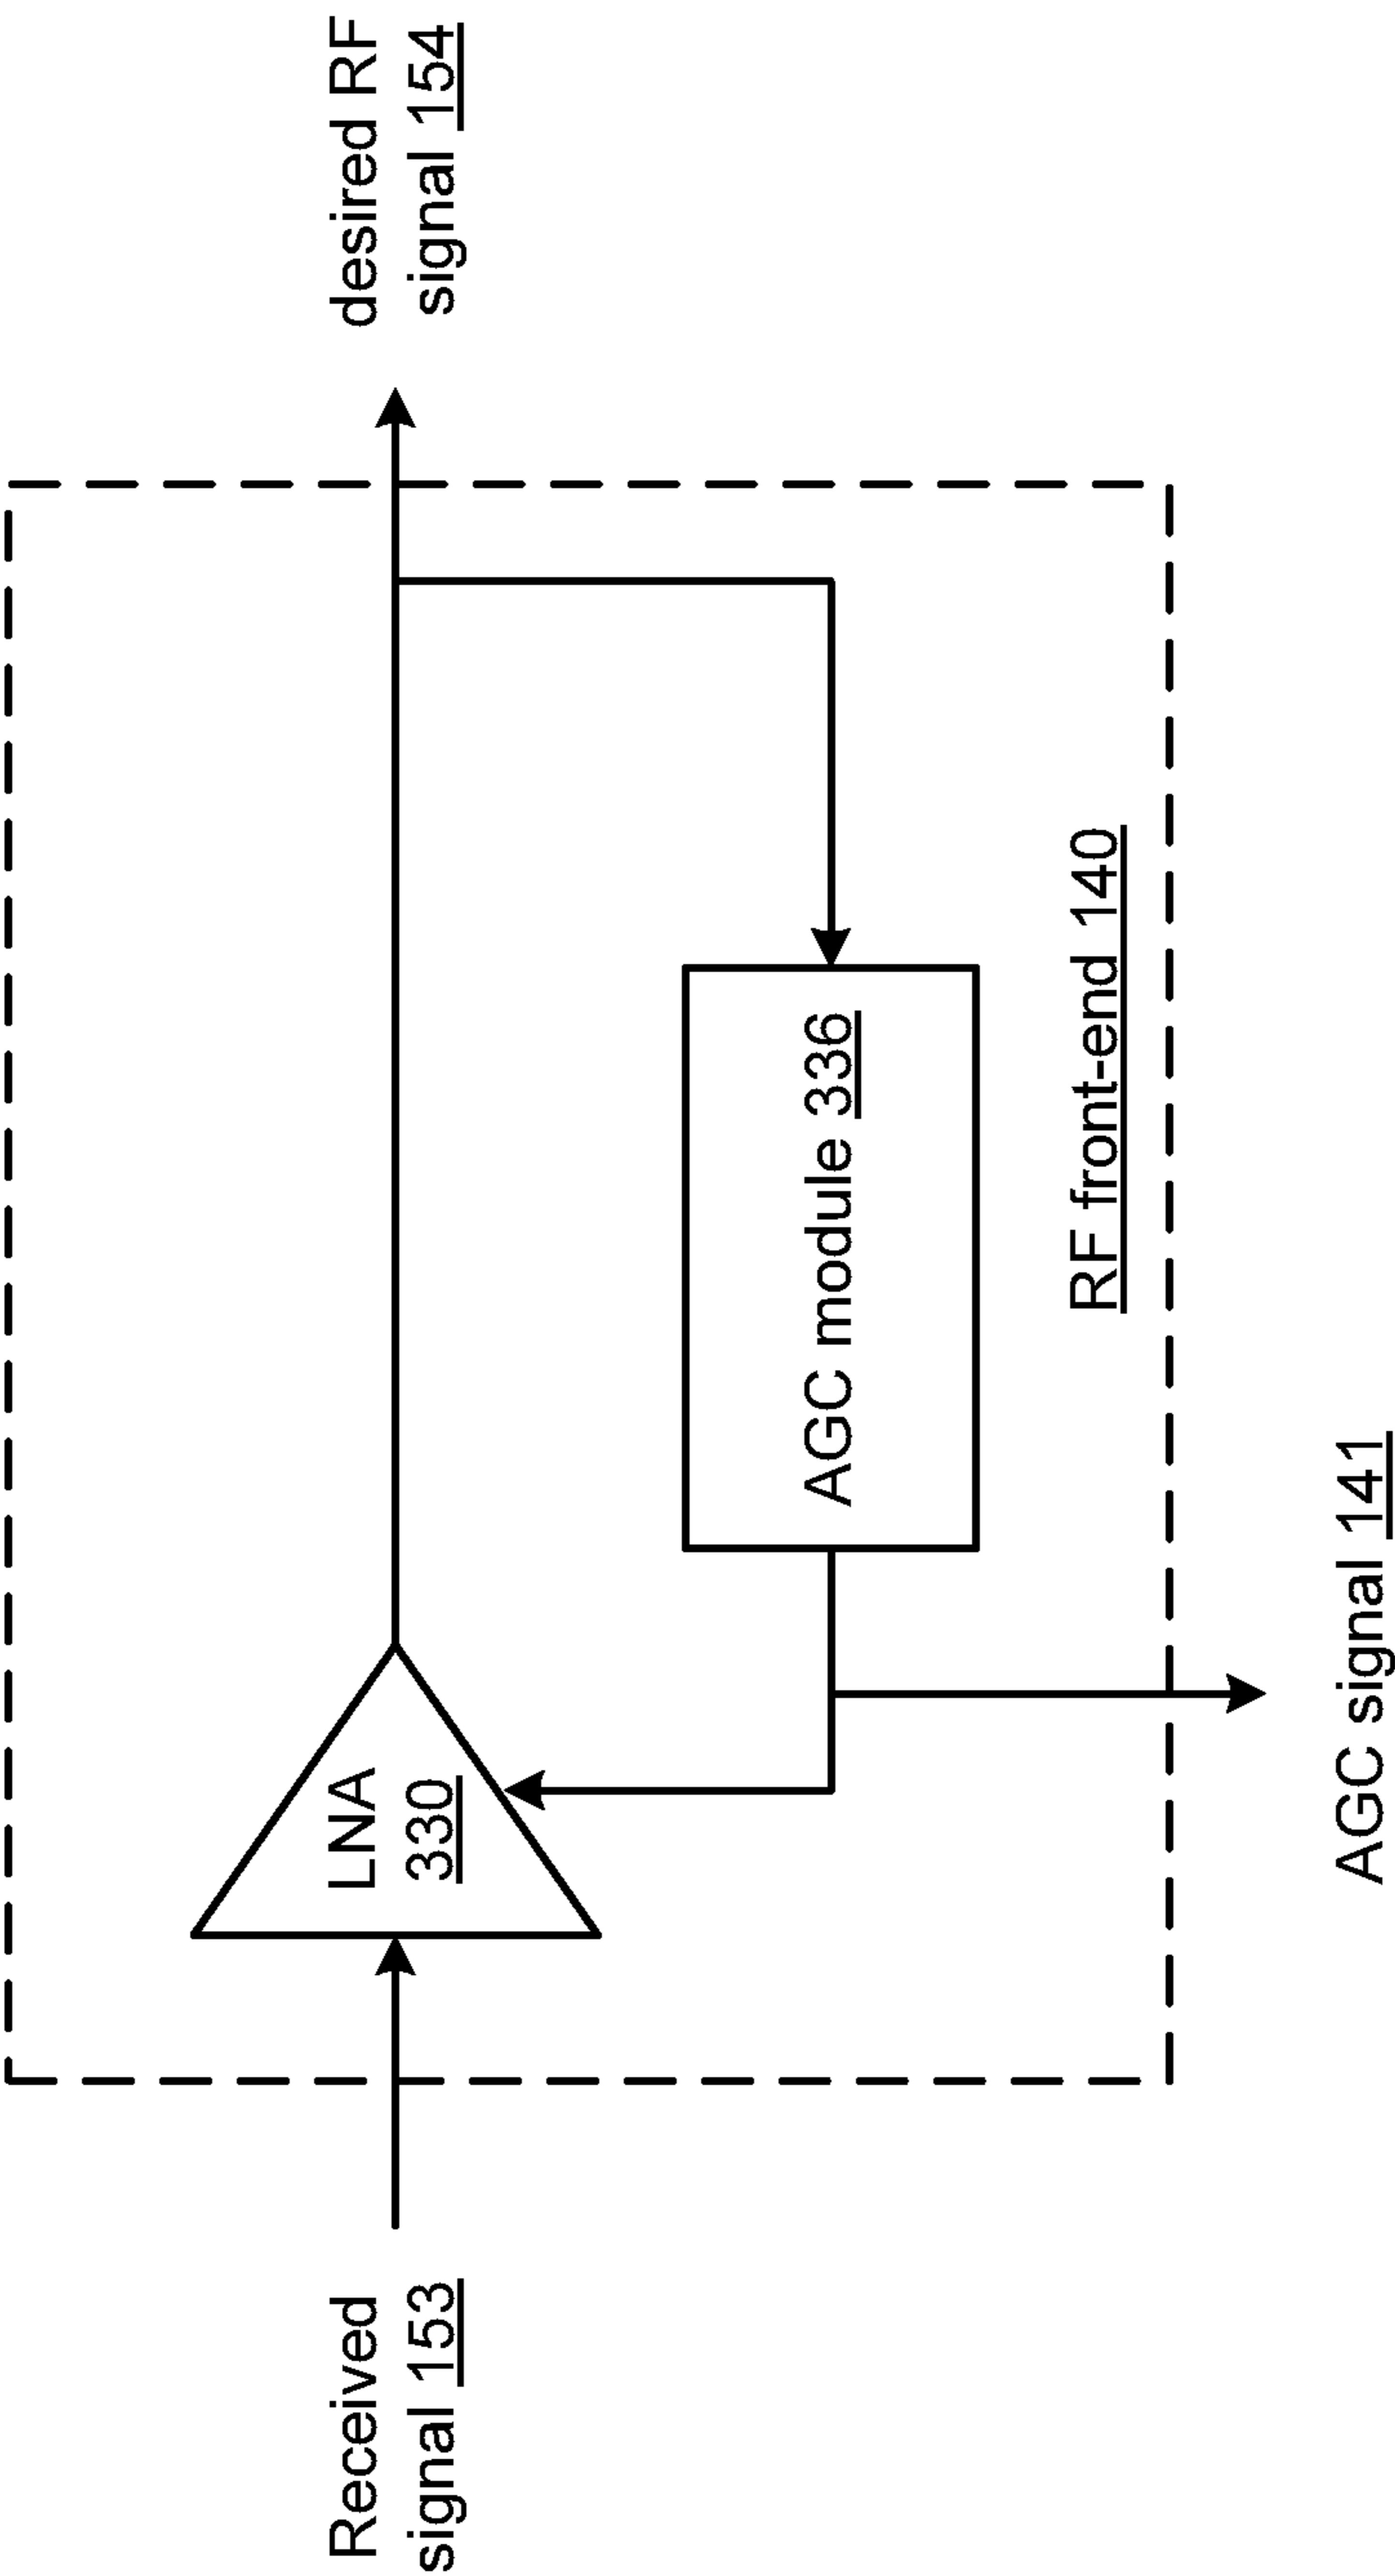 Received
signal 153
LNA
330
desired RF
signal 154
AGC module 336
RF front-end 140
AGC signal 141